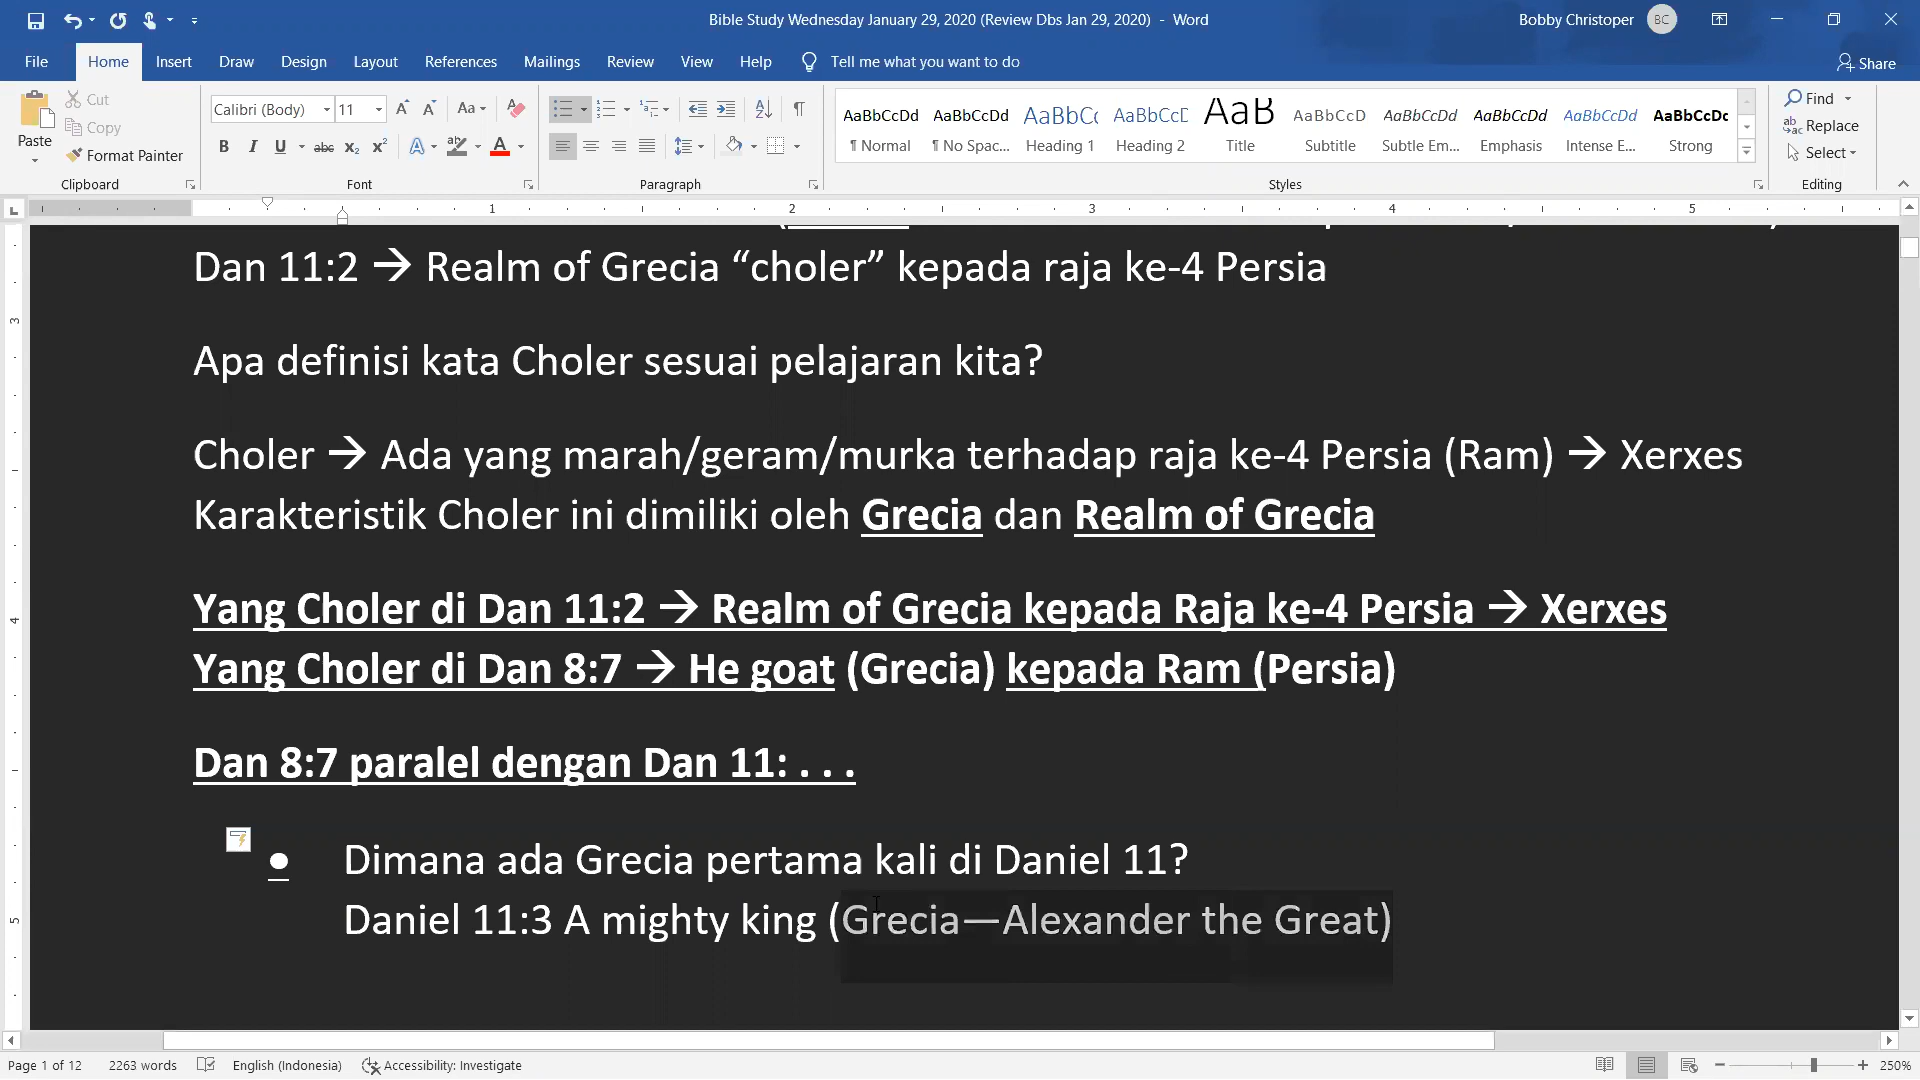 Bible Study Wednesday January 29, 2020 (Review Dbs Jan 29, 2020) - Word
Bobby Christoper
BC
File
Home
Insert
Draw
Design
Layout
References
Mailings
Review
View
Help
Tell me what you want to do
Share
Paste
Cut
Copy
Format Painter
Clipboard
Calibri (Body)
11
Font
Paragraph
AaBbCcDd
¶ Normal
AaBbCcDd
¶ No Spac...
AaBbCc
Heading 1
AaBbCcD
Heading 2
AaB
Title
AaBbCcD
Subtitle
AaBbCcDd
Subtle Em...
AaBbCcDd
Emphasis
AaBbCcDd
Intense E...
AaBbCcDc
Strong
Styles
Find
Replace
Select
Editing
1 2 3 4 5
Dan 11:2 → Realm of Grecia “choler” kepada raja ke-4 Persia
Apa definisi kata Choler sesuai pelajaran kita?
Choler → Ada yang marah/geram/murka terhadap raja ke-4 Persia (Ram) → Xerxes
Karakteristik Choler ini dimiliki oleh Grecia dan Realm of Grecia
Yang Choler di Dan 11:2 → Realm of Grecia kepada Raja ke-4 Persia → Xerxes
Yang Choler di Dan 8:7 → He goat (Grecia) kepada Ram (Persia)
Dan 8:7 paralel dengan Dan 11: . . .
• Dimana ada Grecia pertama kali di Daniel 11?
Daniel 11:3 A mighty king (Grecia—Alexander the Great)
3
4
5
Page 1 of 12
2263 words
English (Indonesia)
Accessibility: Investigate
250%